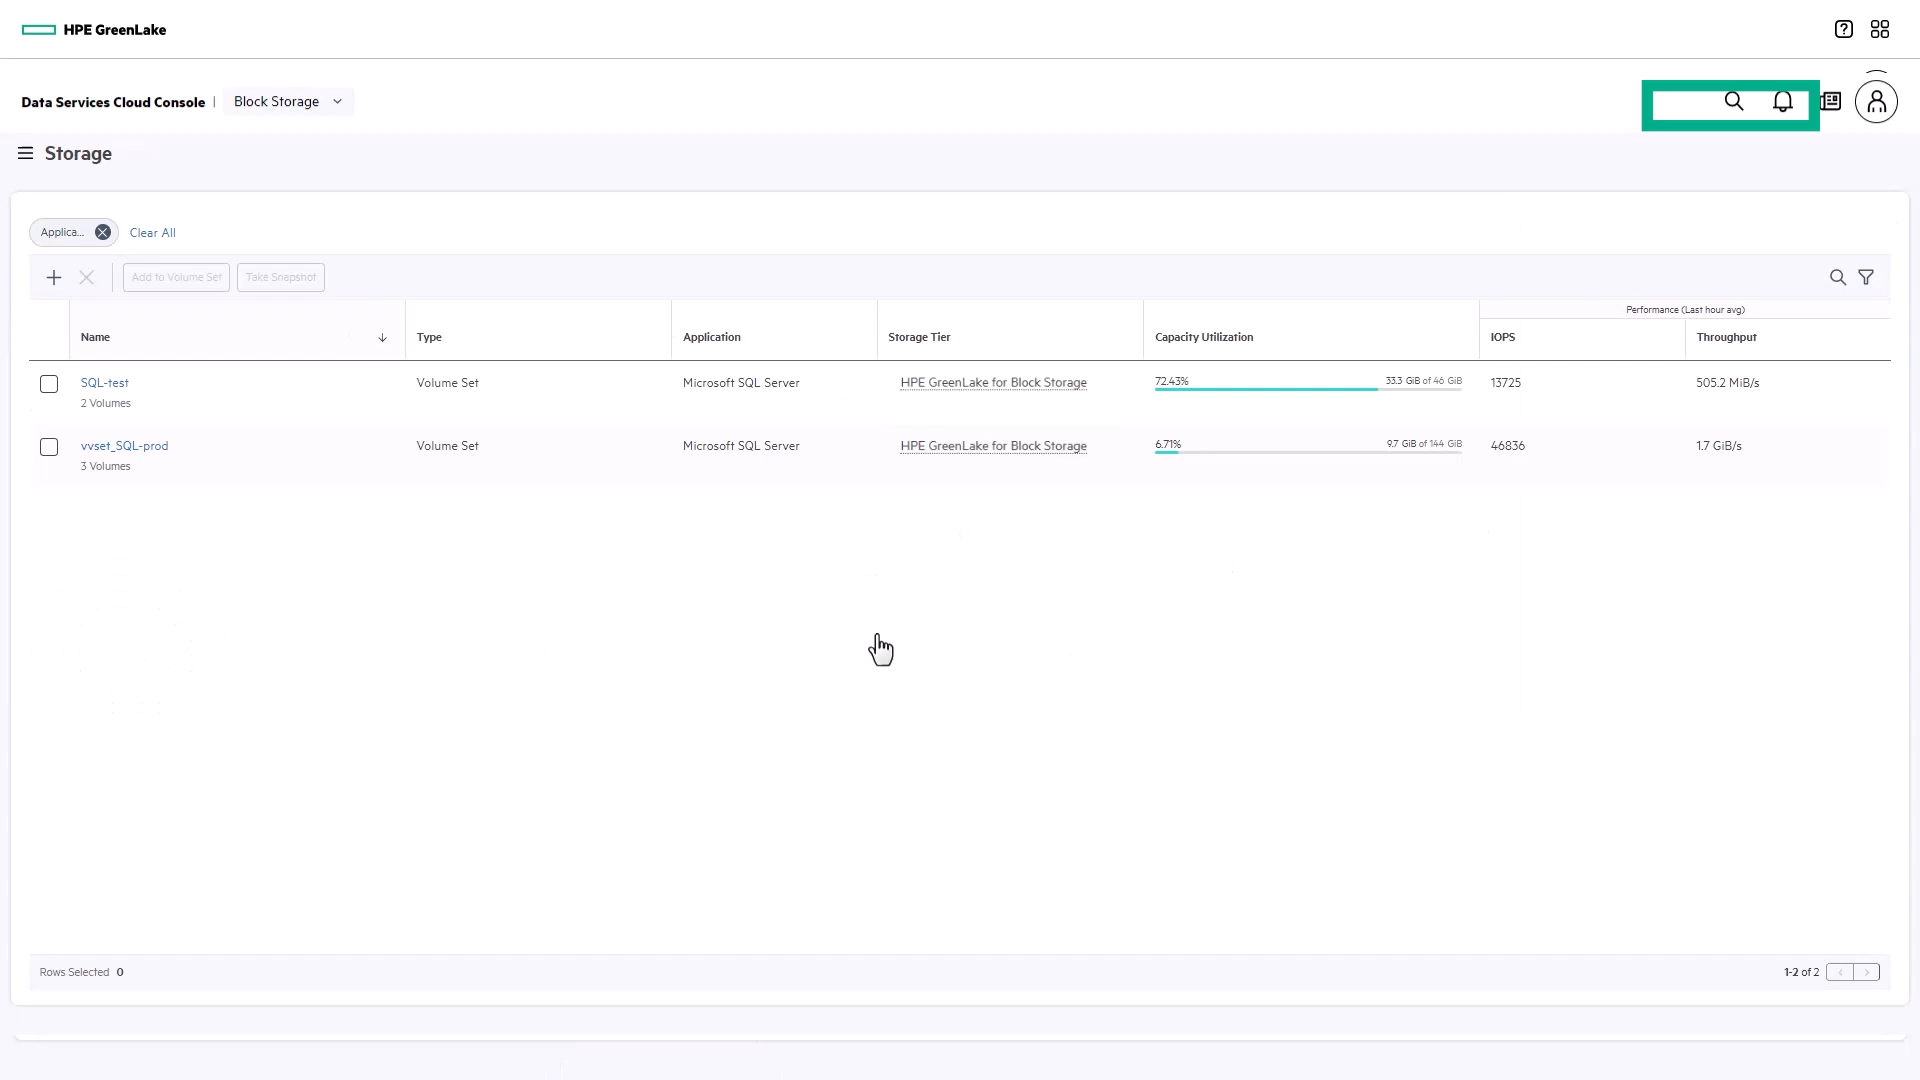 HPE GreenLake
Data Services Cloud Console | Block Storage
Storage
Applica... Clear All
Add to Volume Set Take Snapshot
Performance (Last hour avg)
Name Type Application Storage Tier Capacity Utilization IOPS Throughput
SQL-test Volume Set Microsoft SQL Server HPE GreenLake for Block Storage 72.43% 33.3 GiB of 46 GiB 13725 505.2 MiB/s
2 Volumes
vvset_SQL-prod Volume Set Microsoft SQL Server HPE GreenLake for Block Storage 6.71% 9.7 GiB of 144 GiB 46836 1.7 GiB/s
3 Volumes
Rows Selected 0 1-2 of 2